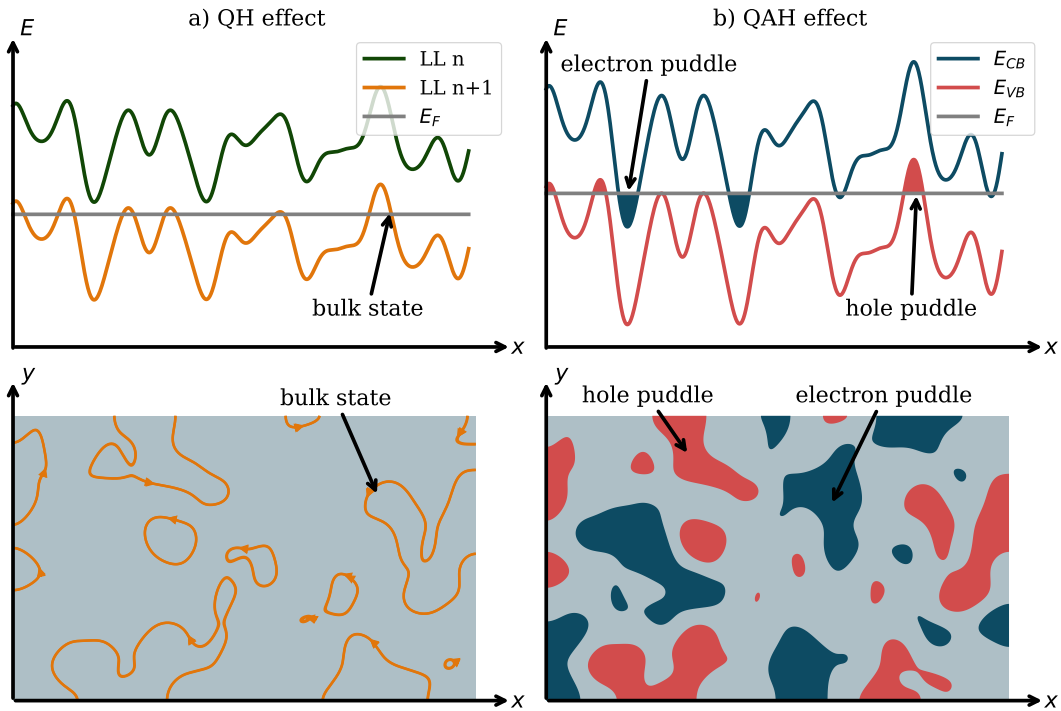 a) QH effect
E
LL n
LL n+1
E_F
bulk state
x
b) QAH effect
E
electron puddle
E_CB
E_VB
E_F
hole puddle
x
y
bulk state
x
y
hole puddle
electron puddle
x